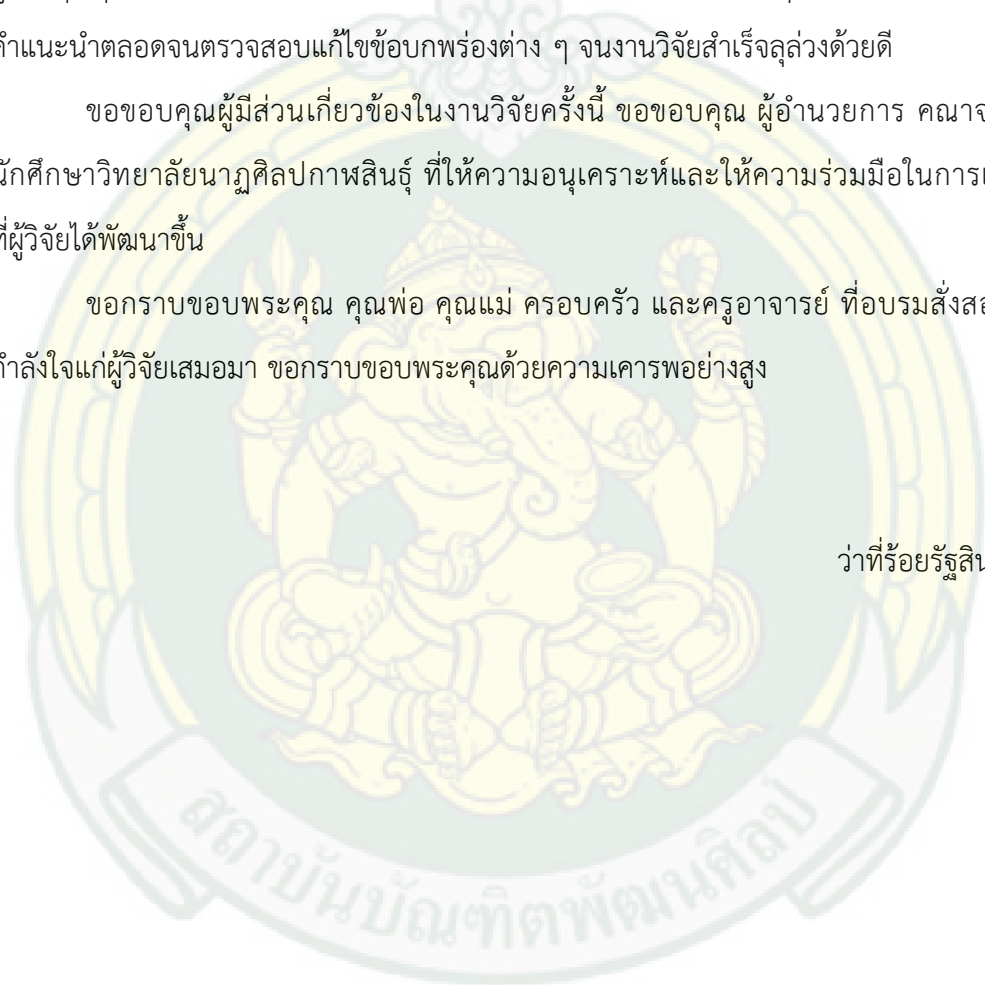 คำแนะนำตลอดจนตรวจสอบแก้ไขข้อบกพร่องต่าง ๆ จนงานวิจัยสำเร็จลุล่วงด้วยดี
ขอขอบคุณผู้มีส่วนเกี่ยวข้องในงานวิจัยครั้งนี้ ขอขอบคุณ ผู้อำนวยการ คณาจ
นักศึกษาวิทยาลัยนาฏศิลปกาฬสินธุ์ ที่ให้ความอนุเคราะห์และให้ความร่วมมือในการเ
ที่ผู้วิจัยได้พัฒนาขึ้น
ขอกราบขอบพระคุณ คุณพ่อ คุณแม่ ครอบครัว และครูอาจารย์ ที่อบรมสั่งสอ
กำลังใจแก่ผู้วิจัยเสมอมา ขอกราบขอบพระคุณด้วยความเคารพอย่างสูง
ว่าที่ร้อยรัฐสิน
สถาบันบัณฑิตพัฒนศิลป์